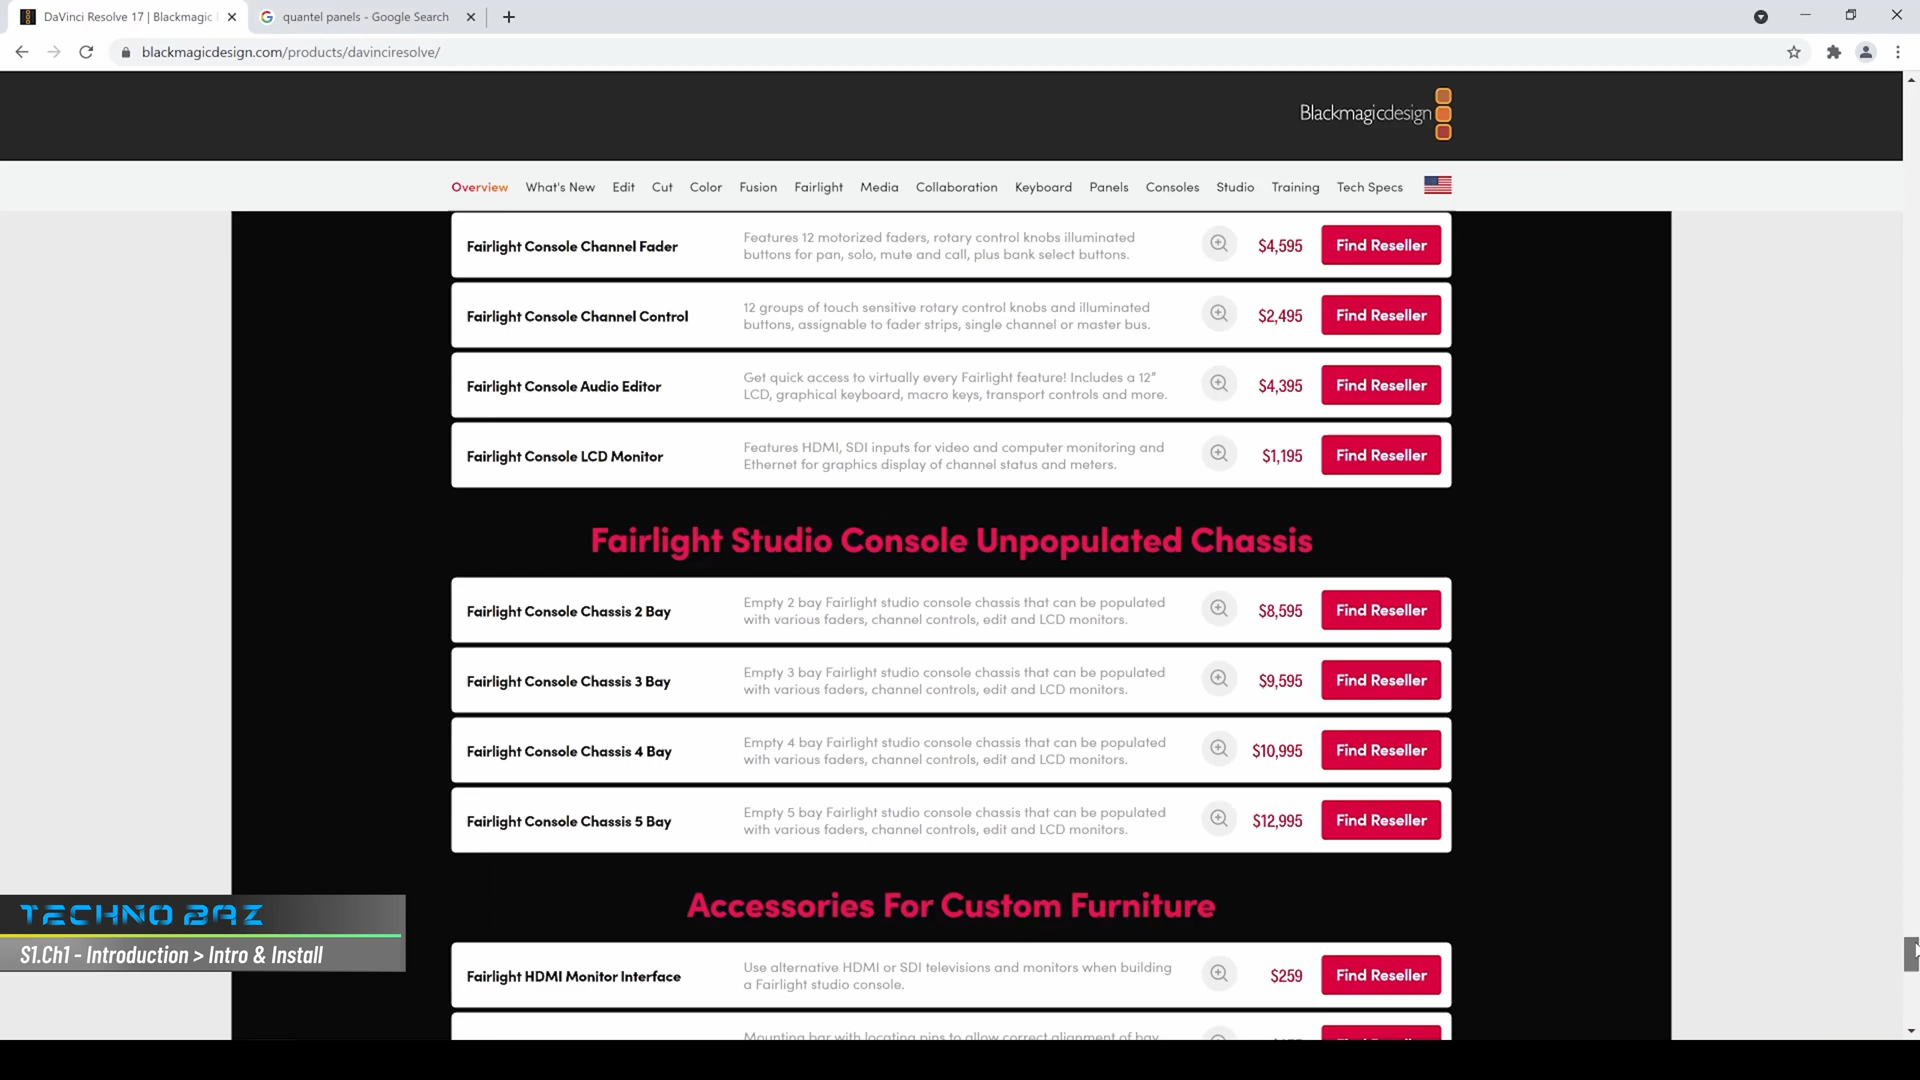 DaVinci Resolve 17 | Blackmagic
quantel panels - Google Search
blackmagicdesign.com/products/davinciresolve/
Blackmagicdesign
Overview What's New Edit Cut Color Fusion Fairlight Media Collaboration Keyboard Panels Consoles Studio Training Tech Specs
Fairlight Console Channel Fader
Features 12 motorized faders, rotary control knobs illuminated
buttons for pan, solo, mute and call, plus bank select buttons.
$4,595
Find Reseller
Fairlight Console Channel Control
12 groups of touch sensitive rotary control knobs and illuminated
buttons, assignable to fader strips, single channel or master bus.
$2,495
Find Reseller
Fairlight Console Audio Editor
Get quick access to virtually every Fairlight feature! Includes a 12”
LCD, graphical keyboard, macro keys, transport controls and more.
$4,395
Find Reseller
Fairlight Console LCD Monitor
Features HDMI, SDI inputs for video and computer monitoring and
Ethernet for graphics display of channel status and meters.
$1,195
Find Reseller
Fairlight Studio Console Unpopulated Chassis
Fairlight Console Chassis 2 Bay
Empty 2 bay Fairlight studio console chassis that can be populated
with various faders, channel controls, edit and LCD monitors.
$8,595
Find Reseller
Fairlight Console Chassis 3 Bay
Empty 3 bay Fairlight studio console chassis that can be populated
with various faders, channel controls, edit and LCD monitors.
$9,595
Find Reseller
Fairlight Console Chassis 4 Bay
Empty 4 bay Fairlight studio console chassis that can be populated
with various faders, channel controls, edit and LCD monitors.
$10,995
Find Reseller
Fairlight Console Chassis 5 Bay
Empty 5 bay Fairlight studio console chassis that can be populated
with various faders, channel controls, edit and LCD monitors.
$12,995
Find Reseller
Accessories For Custom Furniture
TECHNO BAZ
S1.Ch1 - Introduction > Intro & Install
Fairlight HDMI Monitor Interface
Use alternative HDMI or SDI televisions and monitors when building
a Fairlight studio console.
$259
Find Reseller
Mounting bar with locating pins to allow correct alignment of bay